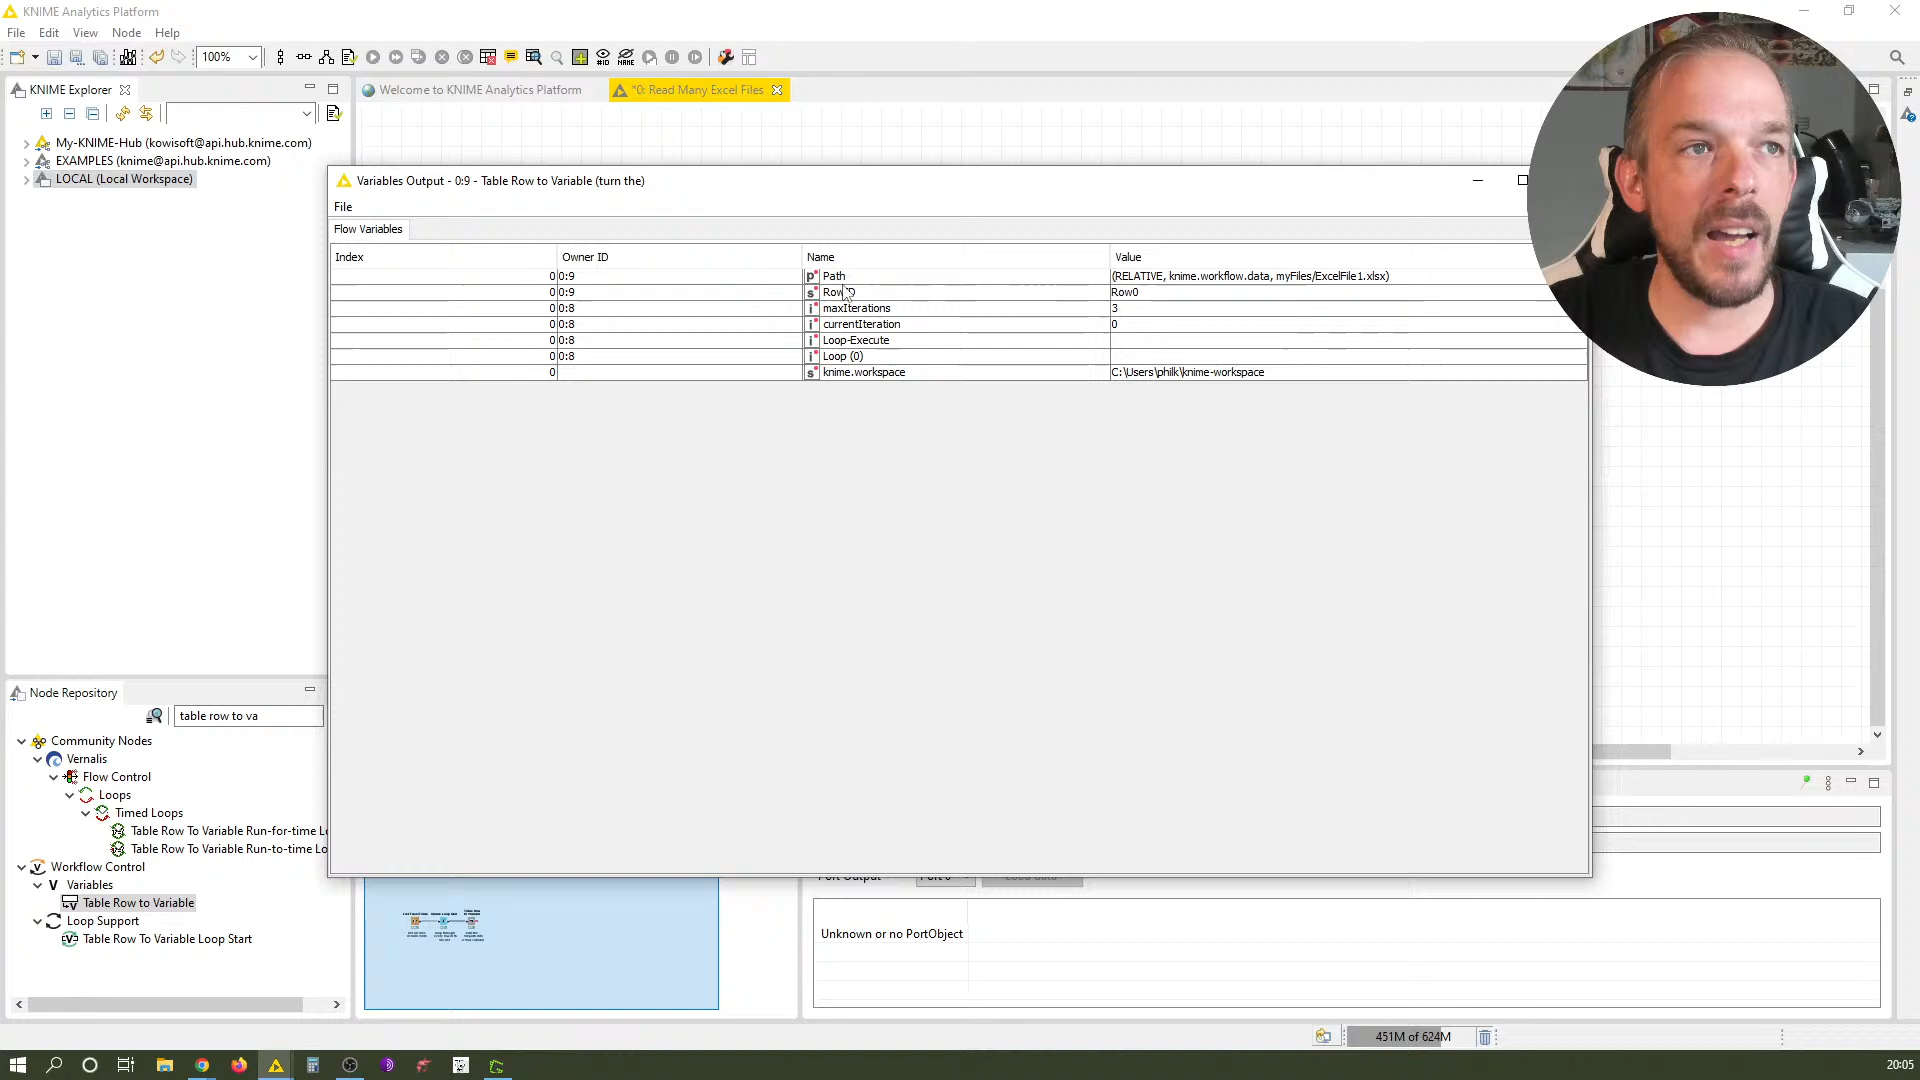 KNIME Analytics Platform
File Edit View Node Help
100%
KNIME Explorer
Welcome to KNIME Analytics Platform
*0: Read Many Excel Files
My-KNIME-Hub (kowisoft@api.hub.knime.com)
EXAMPLES (knime@api.hub.knime.com)
LOCAL (Local Workspace)
Variables Output - 0:9 - Table Row to Variable (turn the)
File
Flow Variables
Index Owner ID Name Value
0 0:9 Path (RELATIVE, knime.workflow.data, myFiles/ExcelFile1.xlsx)
0 0:9 RowID Row0
0 0:8 maxIterations 3
0 0:8 currentIteration 0
0 0:8 Loop-Execute
0 0:8 Loop (0)
0 knime.workspace C:\Users\philk\knime-workspace
Node Repository
table row to va
Community Nodes
Vernalis
Flow Control
Loops
Timed Loops
Table Row To Variable Run-for-time Lo
Table Row To Variable Run-to-time Lo
Workflow Control
Variables
Table Row to Variable
Loop Support
Table Row To Variable Loop Start
Unknown or no PortObject
451M of 624M
20:05